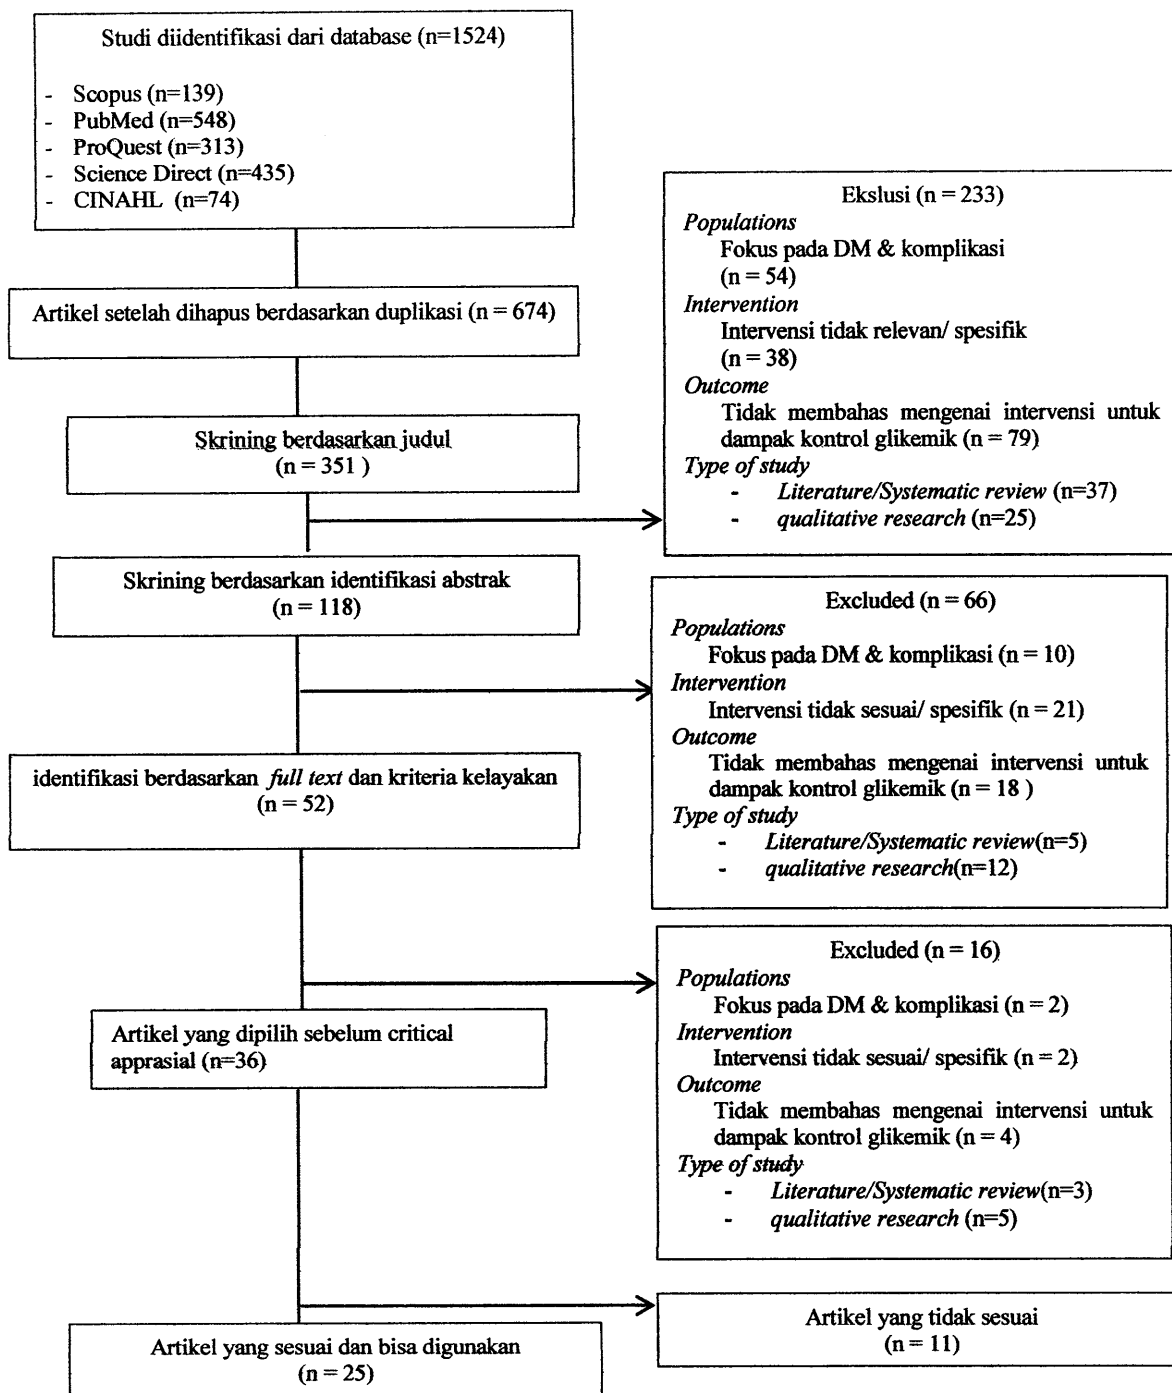 Studi diidentifikasi dari database (n=1524)
- Scopus (n=139)
- PubMed (n=548)
- ProQuest (n=313)
- Science Direct (n=435)
- CINAHL (n=74)
Artikel setelah dihapus berdasarkan duplikasi (n = 674)
Skrining berdasarkan judul
(n = 351 )
Ekslusi (n = 233)
Populations
Fokus pada DM & komplikasi
(n = 54)
Intervention
Intervensi tidak relevan/ spesifik
(n = 38)
Outcome
Tidak membahas mengenai intervensi untuk
dampak kontrol glikemik (n = 79)
Type of study
- Literature/Systematic review (n=37)
- qualitative research (n=25)
Skrining berdasarkan identifikasi abstrak
(n = 118)
Excluded (n = 66)
Populations
Fokus pada DM & komplikasi (n = 10)
Intervention
Intervensi tidak sesuai/ spesifik (n = 21)
Outcome
Tidak membahas mengenai intervensi untuk
dampak kontrol glikemik (n = 18 )
Type of study
- Literature/Systematic review(n=5)
- qualitative research(n=12)
identifikasi berdasarkan full text dan kriteria kelayakan
(n = 52)
Excluded (n = 16)
Populations
Fokus pada DM & komplikasi (n = 2)
Intervention
Intervensi tidak sesuai/ spesifik (n = 2)
Outcome
Tidak membahas mengenai intervensi untuk
dampak kontrol glikemik (n = 4)
Type of study
- Literature/Systematic review(n=3)
- qualitative research (n=5)
Artikel yang dipilih sebelum critical
apprasial (n=36)
Artikel yang tidak sesuai
(n = 11)
Artikel yang sesuai dan bisa digunakan
(n = 25)